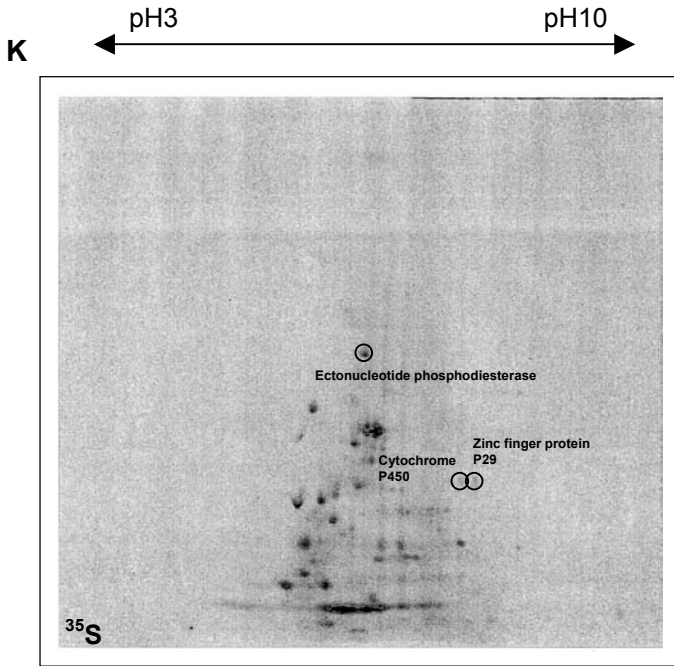 pH3 pH10
K
Ectonucleotide phosphodiesterase
Cytochrome
P450
Zinc finger protein
P29
35S